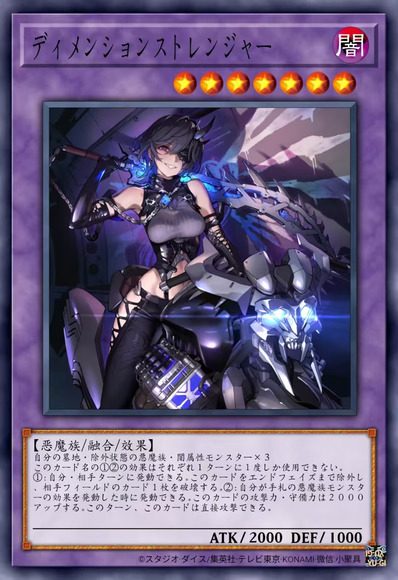 ディメンションストレンジャー
闇
ATK/2000 DEF/1000
【悪魔族/融合/効果】
自分の墓地・除外状態の悪魔族・闇属性モンスター×3
このカード名の①②の効果はそれぞれ1ターンに1度しか使用できない。
①:自分・相手ターンに発動できる。このカードをエンドフェイズまで除外し、相手フィールドのカード1枚を破壊する。②:自分が手札の悪魔族モンスターの効果を発動した時に発動できる。このカードの攻撃力・守備力は2000アップする。このターン、このカードは直接攻撃できる。
©スタジオ・ダイス/集英社・テレビ東京・KONAMI 微信 小驚具